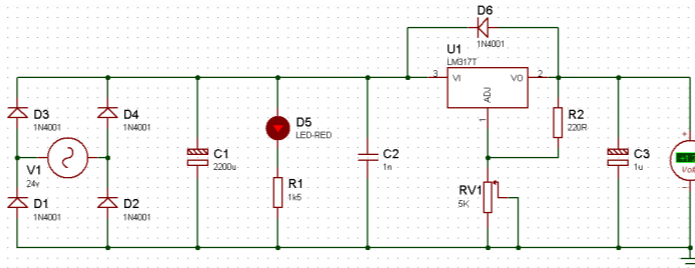 D6
1N4001
U1
LM317T
3
VI
VO
2
ADJ
1
D3
1N4001
D4
1N4001
D5
LED-RED
R2
220R
V1
24v
C1
2200u
C2
1n
C3
1u
R1
1k5
RV1
5K
D1
1N4001
D2
1N4001
Volt